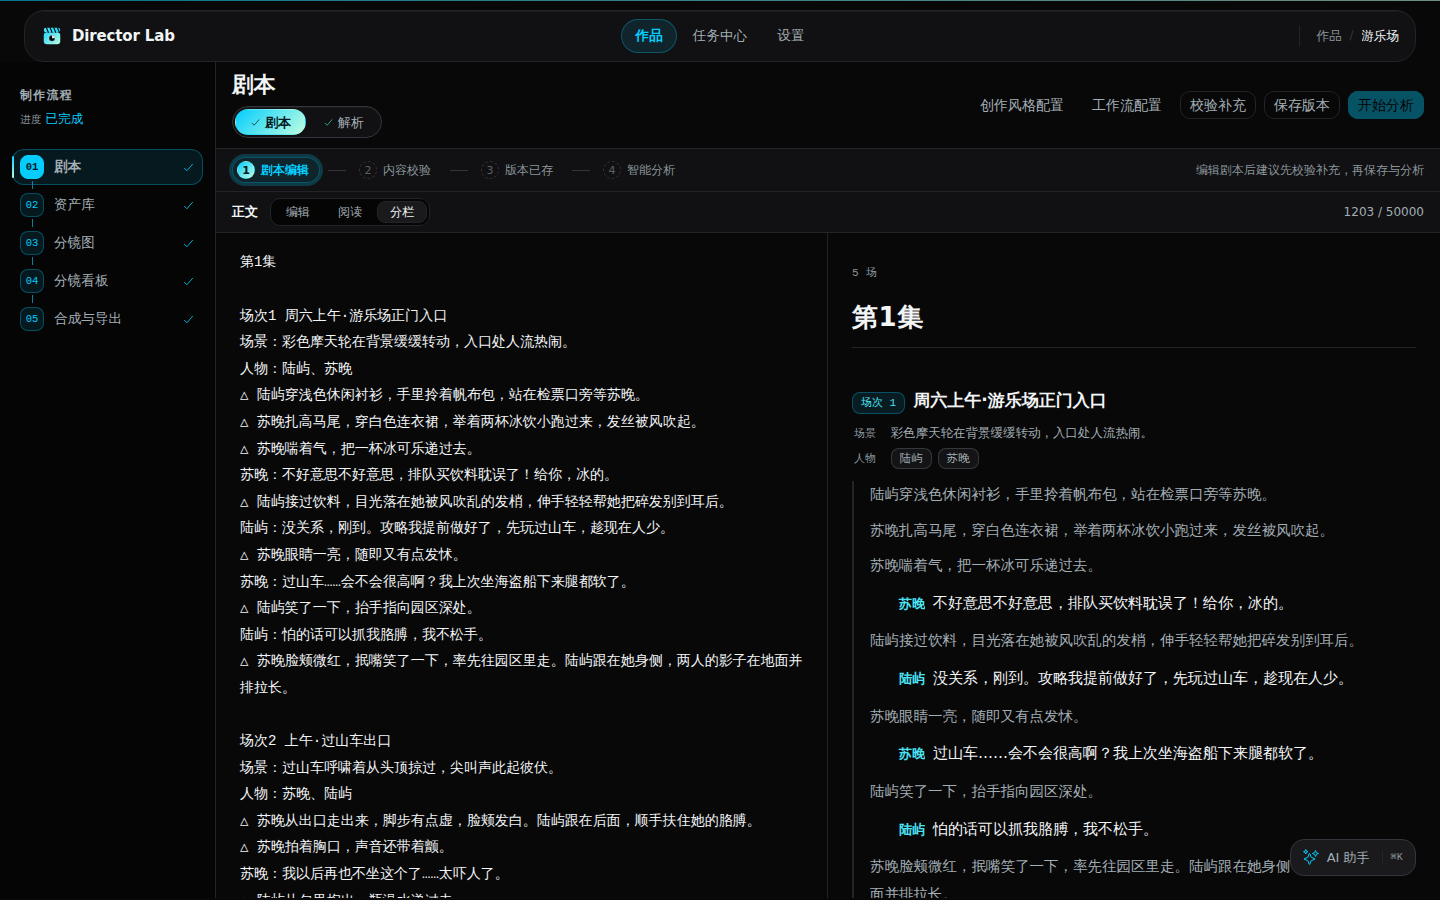 Director Lab
作品
任务中心
设置
作品 / 游乐场
制作流程
进度 已完成
01 剧本
02 资产库
03 分镜图
04 分镜看板
05 合成与导出
剧本
剧本
解析
创作风格配置
工作流配置
校验补充
保存版本
开始分析
1 剧本编辑
2 内容校验
3 版本已存
4 智能分析
编辑剧本后建议先校验补充，再保存与分析
正文
编辑
阅读
分栏
1203 / 50000
第1集
场次1 周六上午·游乐场正门入口
场景：彩色摩天轮在背景缓缓转动，入口处人流热闹。
人物：陆屿、苏晚
△ 陆屿穿浅色休闲衬衫，手里拎着帆布包，站在检票口旁等苏晚。
△ 苏晚扎高马尾，穿白色连衣裙，举着两杯冰饮小跑过来，发丝被风吹起。
△ 苏晚喘着气，把一杯冰可乐递过去。
苏晚：不好意思不好意思，排队买饮料耽误了！给你，冰的。
△ 陆屿接过饮料，目光落在她被风吹乱的发梢，伸手轻轻帮她把碎发别到耳后。
陆屿：没关系，刚到。攻略我提前做好了，先玩过山车，趁现在人少。
△ 苏晚眼睛一亮，随即又有点发怵。
苏晚：过山车……会不会很高啊？我上次坐海盗船下来腿都软了。
△ 陆屿笑了一下，抬手指向园区深处。
陆屿：怕的话可以抓我胳膊，我不松手。
△ 苏晚脸颊微红，抿嘴笑了一下，率先往园区里走。陆屿跟在她身侧，两人的影子在地面并
排拉长。
场次2 上午·过山车出口
场景：过山车呼啸着从头顶掠过，尖叫声此起彼伏。
人物：苏晚、陆屿
△ 苏晚从出口走出来，脚步有点虚，脸颊发白。陆屿跟在后面，顺手扶住她的胳膊。
△ 苏晚拍着胸口，声音还带着颤。
苏晚：我以后再也不坐这个了……太吓人了。
5 场
第1集
场次 1 周六上午·游乐场正门入口
场景 彩色摩天轮在背景缓缓转动，入口处人流热闹。
人物 陆屿 苏晚
陆屿穿浅色休闲衬衫，手里拎着帆布包，站在检票口旁等苏晚。
苏晚扎高马尾，穿白色连衣裙，举着两杯冰饮小跑过来，发丝被风吹起。
苏晚喘着气，把一杯冰可乐递过去。
苏晚 不好意思不好意思，排队买饮料耽误了！给你，冰的。
陆屿接过饮料，目光落在她被风吹乱的发梢，伸手轻轻帮她把碎发别到耳后。
陆屿 没关系，刚到。攻略我提前做好了，先玩过山车，趁现在人少。
苏晚眼睛一亮，随即又有点发怵。
苏晚 过山车……会不会很高啊？我上次坐海盗船下来腿都软了。
陆屿笑了一下，抬手指向园区深处。
陆屿 怕的话可以抓我胳膊，我不松手。
苏晚脸颊微红，抿嘴笑了一下，率先往园区里走。陆屿跟在她身侧
面并排拉长。
AI 助手 ⌘K